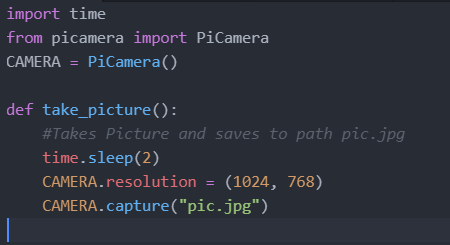 import time
from picamera import PiCamera
CAMERA = PiCamera()
def take_picture():
#Takes Picture and saves to path pic.jpg
time.sleep(2)
CAMERA.resolution = (1024, 768)
CAMERA.capture("pic.jpg")